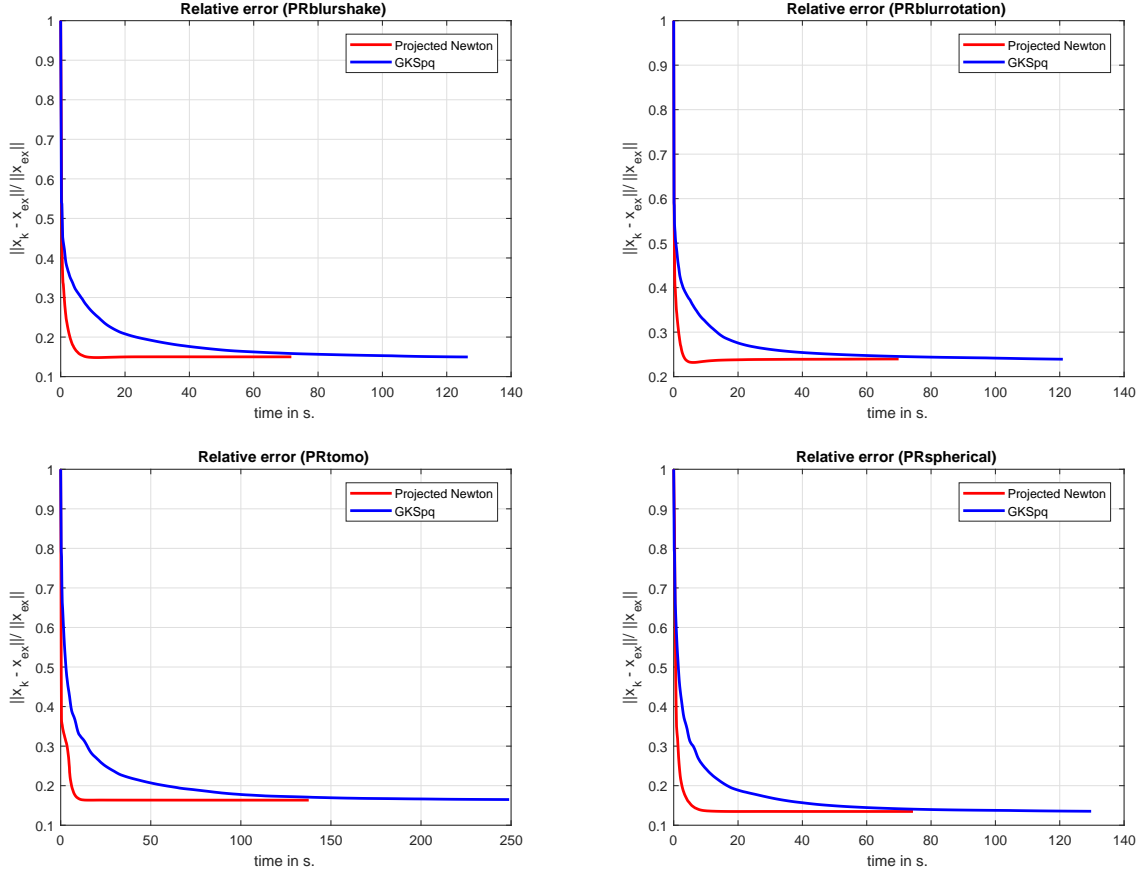 Relative error (PRblurshake)
||x_k - x_ex||/ ||x_ex||
1
0.9
0.8
0.7
0.6
0.5
0.4
0.3
0.2
0.1
Projected Newton
GKSpq
0 20 40 60 80 100 120 140
time in s.
Relative error (PRblurrotation)
||x_k - x_ex||/ ||x_ex||
1
0.9
0.8
0.7
0.6
0.5
0.4
0.3
0.2
Projected Newton
GKSpq
0 20 40 60 80 100 120 140
time in s.
Relative error (PRtomo)
||x_k - x_ex||/ ||x_ex||
1
0.9
0.8
0.7
0.6
0.5
0.4
0.3
0.2
0.1
Projected Newton
GKSpq
0 50 100 150 200 250
time in s.
Relative error (PRspherical)
||x_k - x_ex||/ ||x_ex||
1
0.9
0.8
0.7
0.6
0.5
0.4
0.3
0.2
0.1
Projected Newton
GKSpq
0 20 40 60 80 100 120 140
time in s.